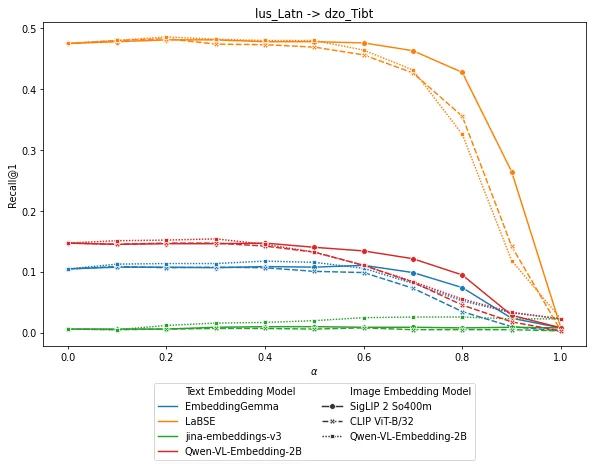 lus_Latn -> dzo_Tibt
Recall@1
0.5
0.4
0.3
0.2
0.1
0.0
0.0 0.2 0.4 0.6 0.8 1.0
α
Text Embedding Model
EmbeddingGemma
LaBSE
jina-embeddings-v3
Qwen-VL-Embedding-2B
Image Embedding Model
SigLIP 2 So400m
CLIP ViT-B/32
Qwen-VL-Embedding-2B